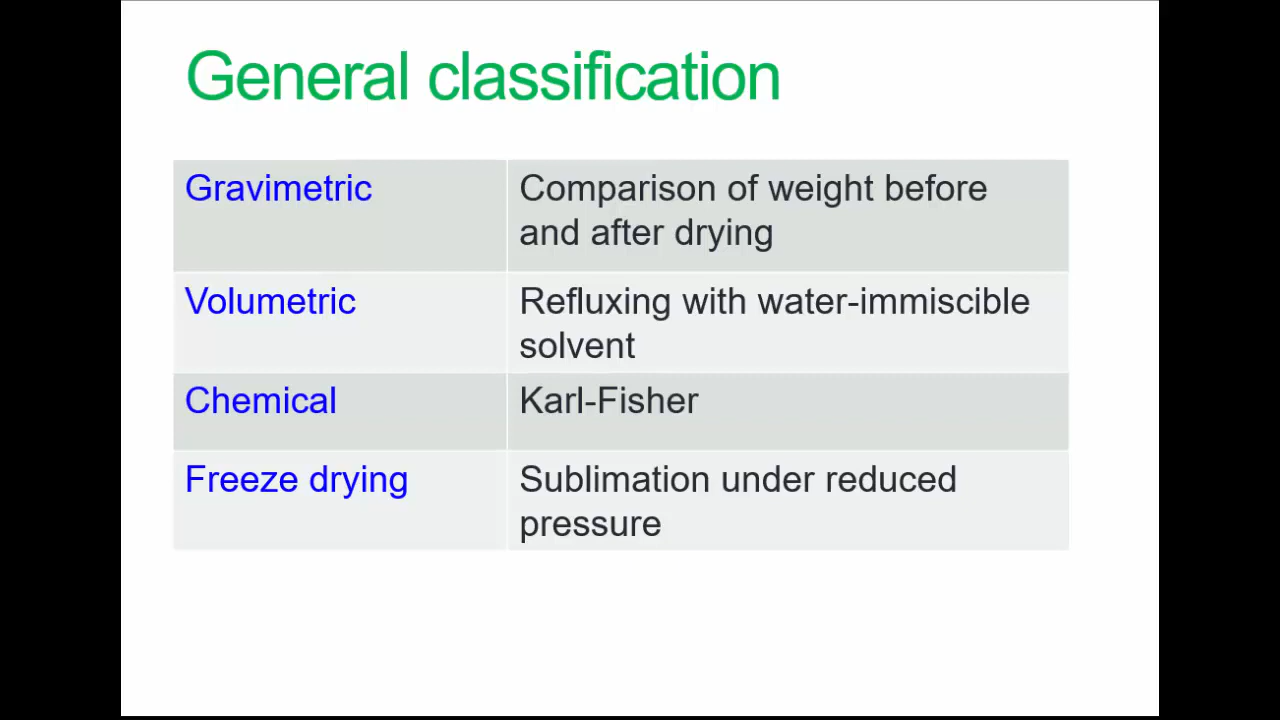 General classification
Gravimetric
Comparison of weight before
and after drying
Volumetric
Refluxing with water-immiscible
solvent
Chemical
Karl-Fisher
Freeze drying
Sublimation under reduced
pressure